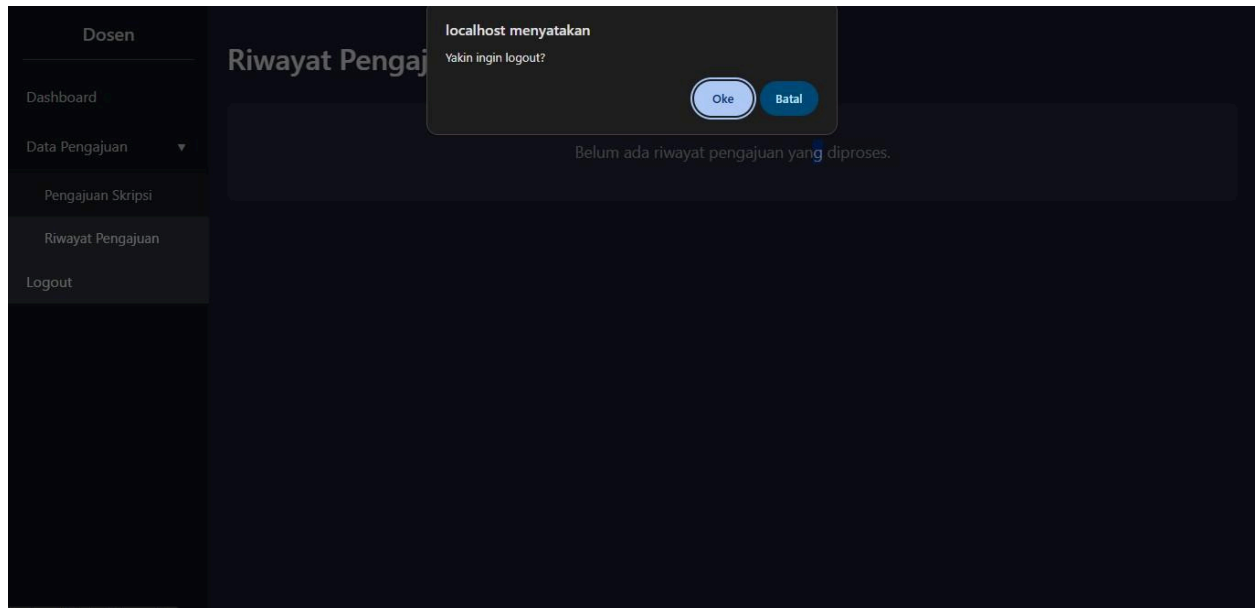 Dosen
Dashboard
Data Pengajuan ▼
Pengajuan Skripsi
Riwayat Pengajuan
Logout
Riwayat Pengaj
localhost menyatakan
Yakin ingin logout?
Oke Batal
Belum ada riwayat pengajuan yang diproses.